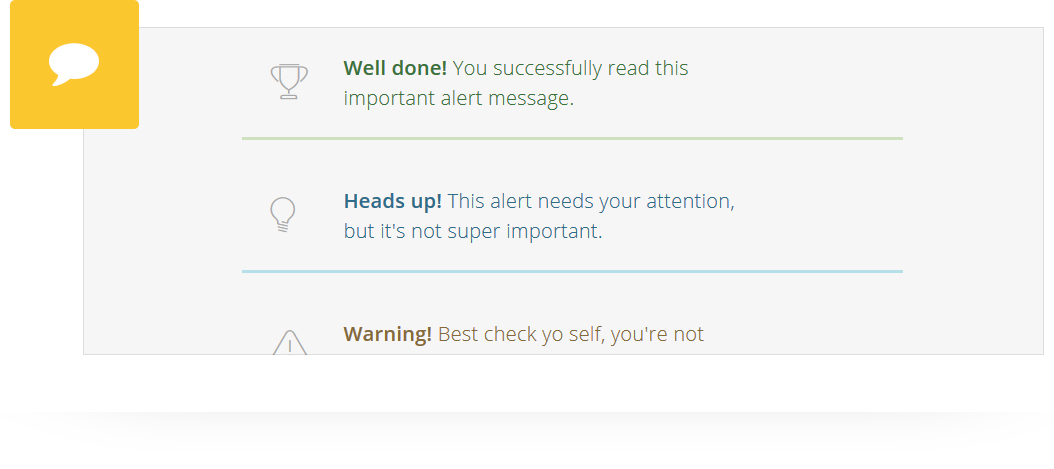 Well done! You successfully read this
important alert message.
Heads up! This alert needs your attention,
but it's not super important.
Warning! Best check yo self, you're not